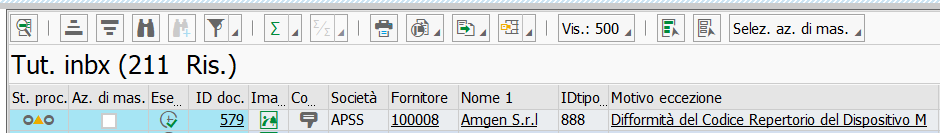 Vis.: 500 Selez. az. di mas.
Tut. inbx (211 Ris.)
St. proc. Az. di mas. Ese... ID doc. Ima... Co... Società Fornitore Nome 1 IDtipo... Motivo eccezione
579 APSS 100008 Amgen S.r.l 888 Difformità del Codice Repertorio del Dispositivo M